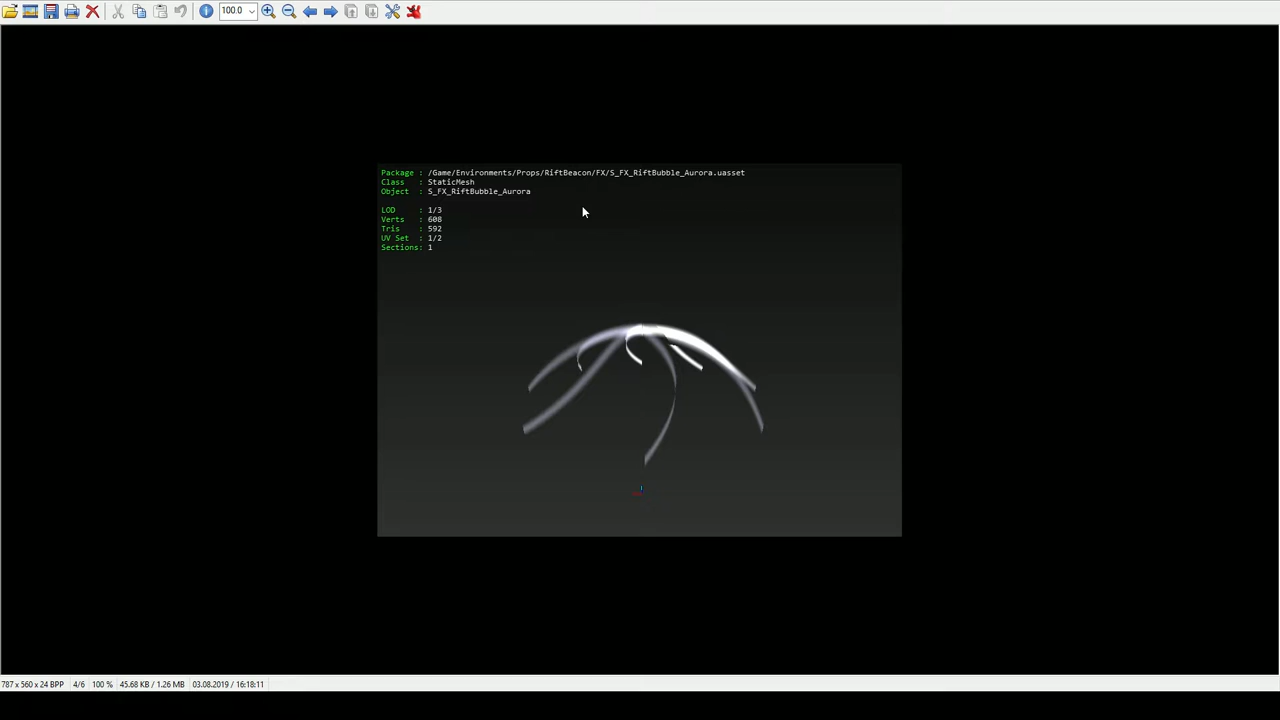 100.0
Package : /Game/Environments/Props/RiftBeacon/FX/S_FX_RiftBubble_Aurora.uasset
Class : StaticMesh
Object : S_FX_RiftBubble_Aurora
LOD : 1/3
Verts : 608
Tris : 592
UV Set : 1/2
Sections: 1
787 x 560 x 24 BPP 4/6 100 % 45.68 KB / 1.26 MB 03.08.2019 / 16:18:11